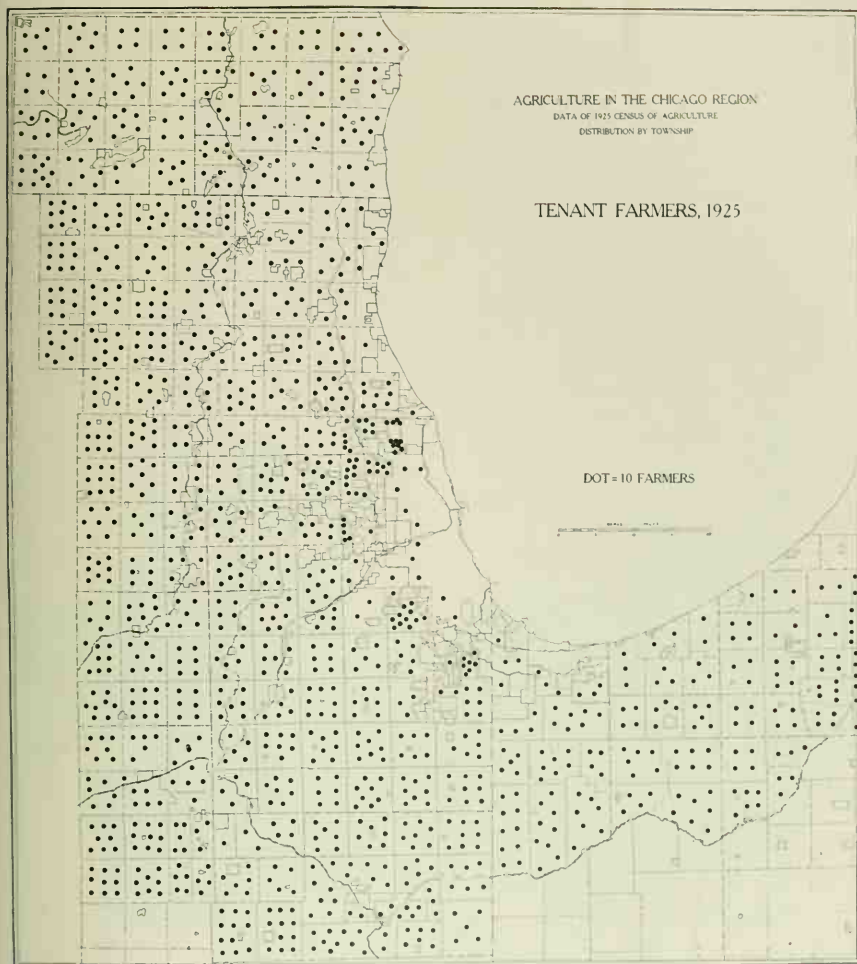 AGRICULTURE IN THE CHICAGO REGION
DATA OF 1925 CENSUS OF AGRICULTURE
DISTRIBUTION BY TOWNSHIP
TENANT FARMERS, 1925
DOT = 10 FARMERS